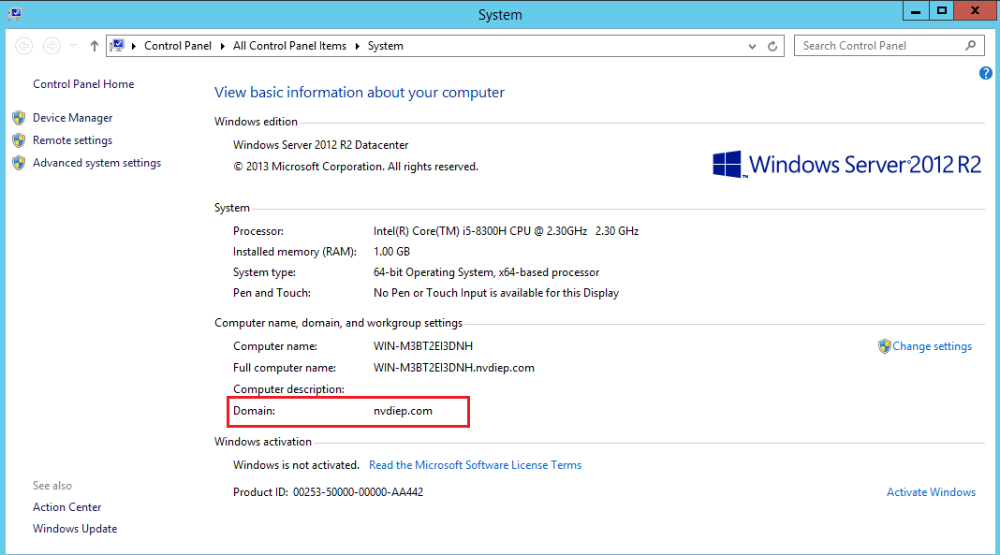 System
Control Panel ▸ All Control Panel Items ▸ System
Search Control Panel
Control Panel Home
Device Manager
Remote settings
Advanced system settings
View basic information about your computer
Windows edition
Windows Server 2012 R2 Datacenter
© 2013 Microsoft Corporation. All rights reserved.
Windows Server 2012 R2
System
Processor: Intel(R) Core(TM) i5-8300H CPU @ 2.30GHz 2.30 GHz
Installed memory (RAM): 1.00 GB
System type: 64-bit Operating System, x64-based processor
Pen and Touch: No Pen or Touch Input is available for this Display
Computer name, domain, and workgroup settings
Computer name: WIN-M3BT2EI3DNH
Change settings
Full computer name: WIN-M3BT2EI3DNH.nvdiep.com
Computer description:
Domain: nvdiep.com
Windows activation
Windows is not activated. Read the Microsoft Software License Terms
Product ID: 00253-50000-00000-AA442
Activate Windows
See also
Action Center
Windows Update